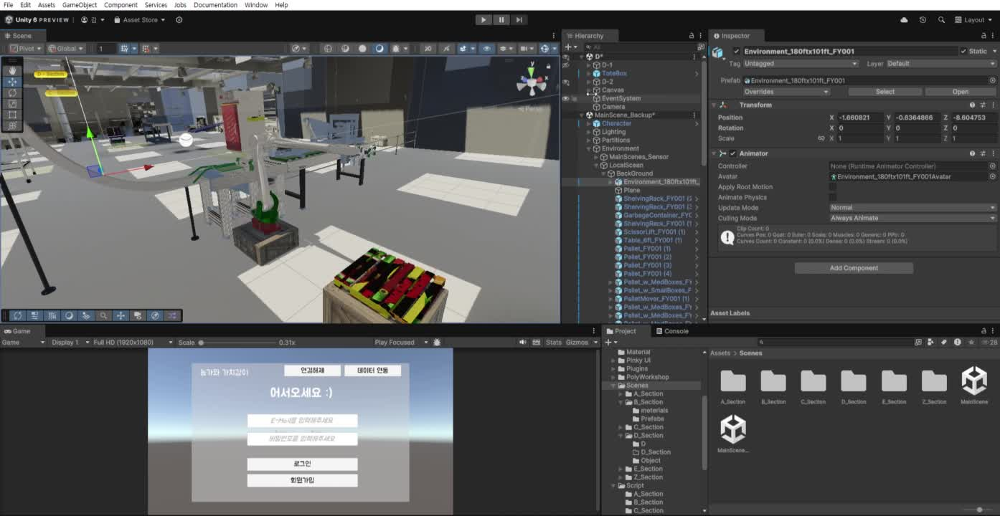 File Edit Assets GameObject Component Services Jobs Documentation Window Help
Unity 6 PREVIEW 김 Asset Store Layout
Scene
Pivot Global 1
D - Section
Hierarchy
All
D*
D-1
ToteBox
D-2
Canvas
EventSystem
Camera
MainScene_Backup*
Character
Lighting
Partitions
Environment
MainScenes_Sensor
LocalScean
BackGround
Environment_180ftx101ft_
Plane
ShelvingRack_FY001 (2
ShelvingRack_FY001 (3
GarbageContainer_FY0
ShelvingRack_FY001 (1
ScissorLift_FY001 (1)
Table_6ft_FY001 (1)
Pallet_FY001 (1)
Pallet_FY001 (2)
Pallet_FY001 (3)
Pallet_FY001 (4)
Pallet_w_MedBoxes_FY
Pallet_w_SmallBoxes_F
PalletMover_FY001 (1)
Pallet_w_MedBoxes_FY
Pallet_w_MedBoxes_FY
Inspector
Environment_180ftx101ft_FY001 Static
Tag Untagged Layer Default
Prefab Environment_180ftx101ft_FY001
Overrides Select Open
Transform
Position X -1.660821 Y -0.6364866 Z -8.604753
Rotation X 0 Y 0 Z 0
Scale X 1 Y 1 Z 1
Animator
Controller None (Runtime Animator Controller)
Avatar Environment_180ftx101ft_FY001Avatar
Apply Root Motion
Animate Physics
Update Mode Normal
Culling Mode Always Animate
Clip Count: 0
Curves Pos: 0 Quat: 0 Euler: 0 Scale: 0 Muscles: 0 Generic: 0 PPtr: 0
Curves Count: 0 Constant: 0 (0.0%) Dense: 0 (0.0%) Stream: 0 (0.0%)
Add Component
Asset Labels
Game
Game Display 1 Full HD (1920x1080) Scale 0.31x Play Focused Stats Gizmos
농가와 가치같이 연결해제 데이터 연동
어서오세요 :)
E-Mail을 입력해주세요
비밀번호를 입력해주세요
로그인
회원가입
Project Console
28
Material
Pinky UI
Plugins
PolyWorkshop
Scenes
A_Section
B_Section
materials
Prefabs
C_Section
D_Section
D
D_Section
Object
E_Section
Z_Section
Script
A_Section
B_Section
C_Section
Assets > Scenes
A_Section B_Section C_Section D_Section E_Section Z_Section MainScene
MainScene...